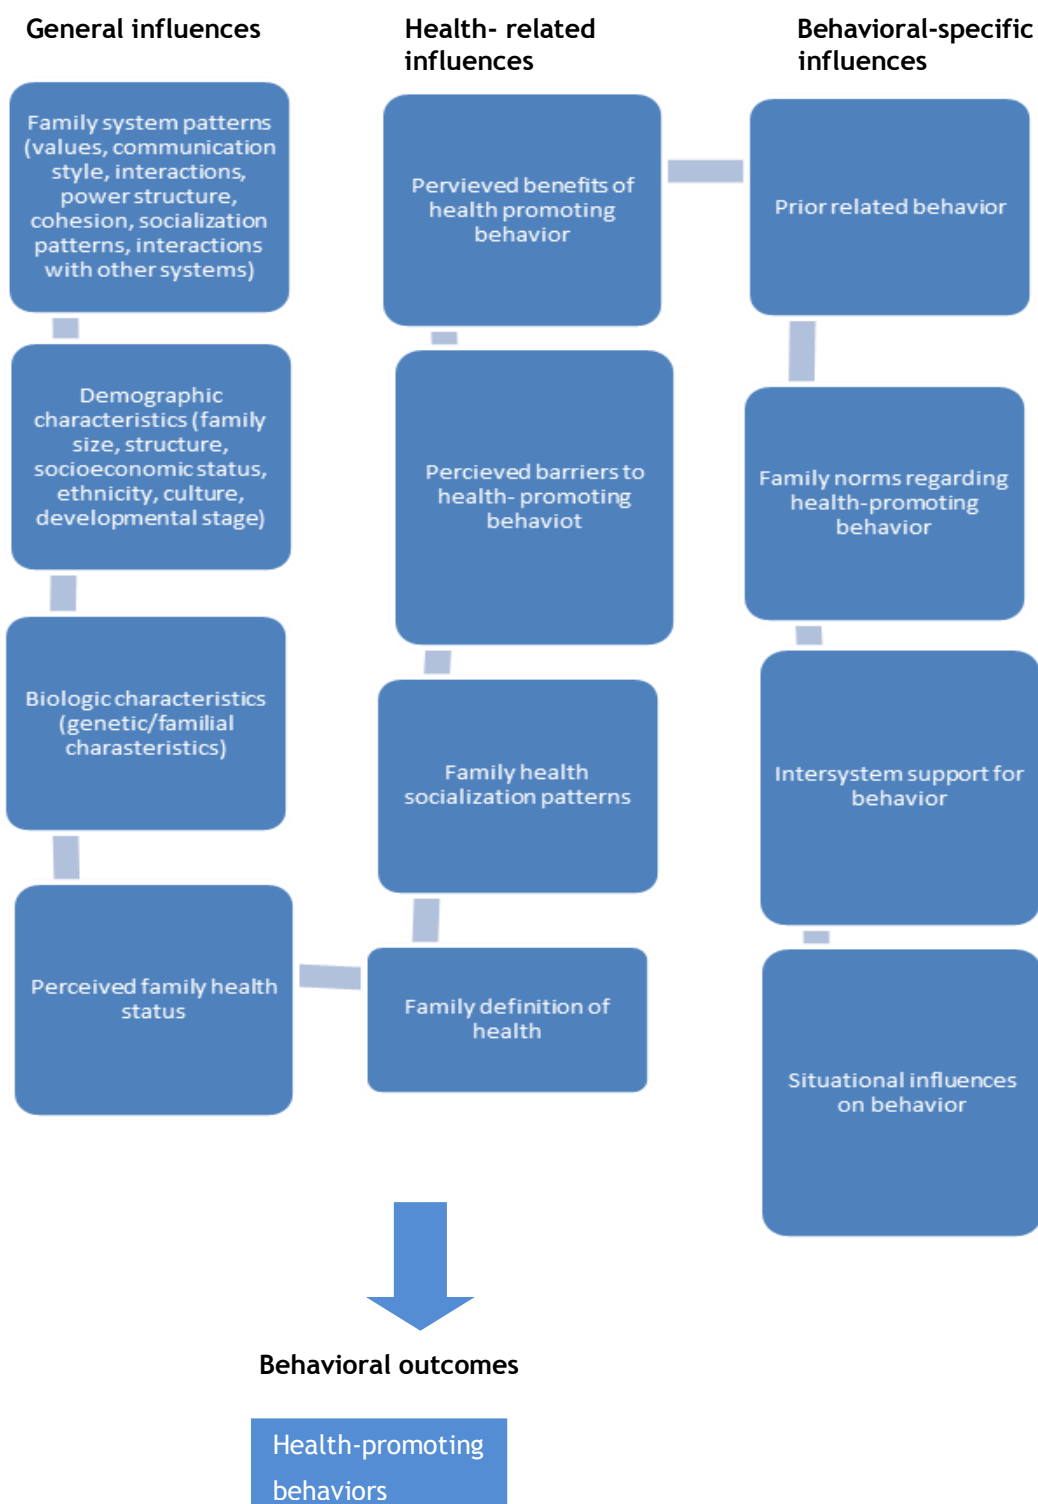 General influences
Health- related
influences
Behavioral-specific
influences
Family system patterns
(values, communication
style, interactions,
power structure,
cohesion, socialization
patterns, interactions
with other systems)
Demographic
characteristics (family
size, structure,
socioeconomic status,
ethnicity, culture,
developmental stage)
Biologic characteristics
(genetic/familial
charasteristics)
Perceived family health
status
Pervieved benefits of
health promoting
behavior
Percieved barriers to
health- promoting
behaviot
Family health
socialization patterns
Family definition of
health
Prior related behavior
Family norms regarding
health-promoting
behavior
Intersystem support for
behavior
Situational influences
on behavior
Behavioral outcomes
Health-promoting
behaviors